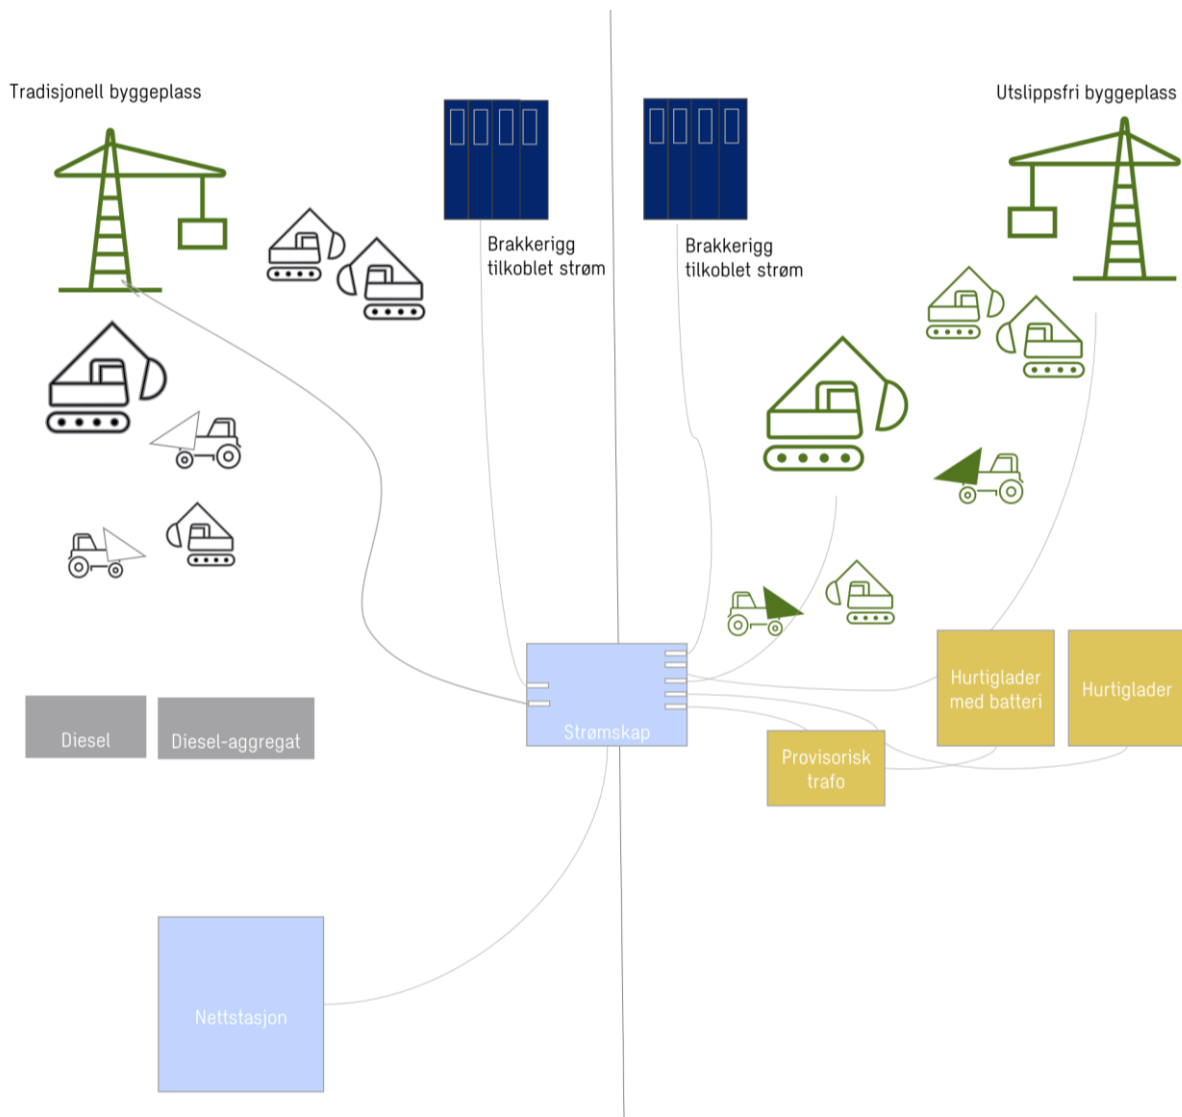 Tradisjonell byggeplass
Utslippsfri byggeplass
Brakkerigg
tilkoblet strøm
Brakkerigg
tilkoblet strøm
Diesel
Diesel-aggregat
Strømskap
Hurtiglader
med batteri
Hurtiglader
Provisorisk
trafo
Nettstasjon